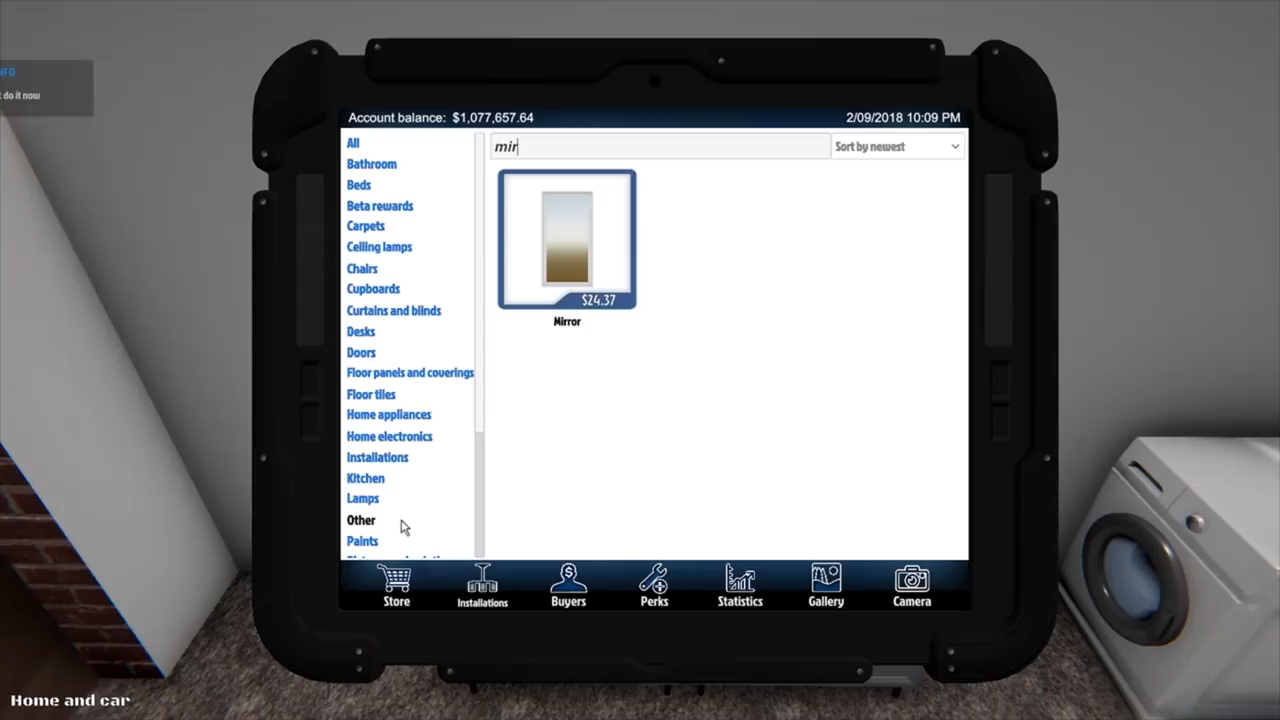 NFO
do it now
Account balance: $1,077,657.64
2/09/2018 10:09 PM
All
Bathroom
Beds
Beta rewards
Carpets
Ceiling lamps
Chairs
Cupboards
Curtains and blinds
Desks
Doors
Floor panels and coverings
Floor tiles
Home appliances
Home electronics
Installations
Kitchen
Lamps
Other
Paints
mir
Sort by newest
$24.37
Mirror
Store
Installations
Buyers
Perks
Statistics
Gallery
Camera
Home and car